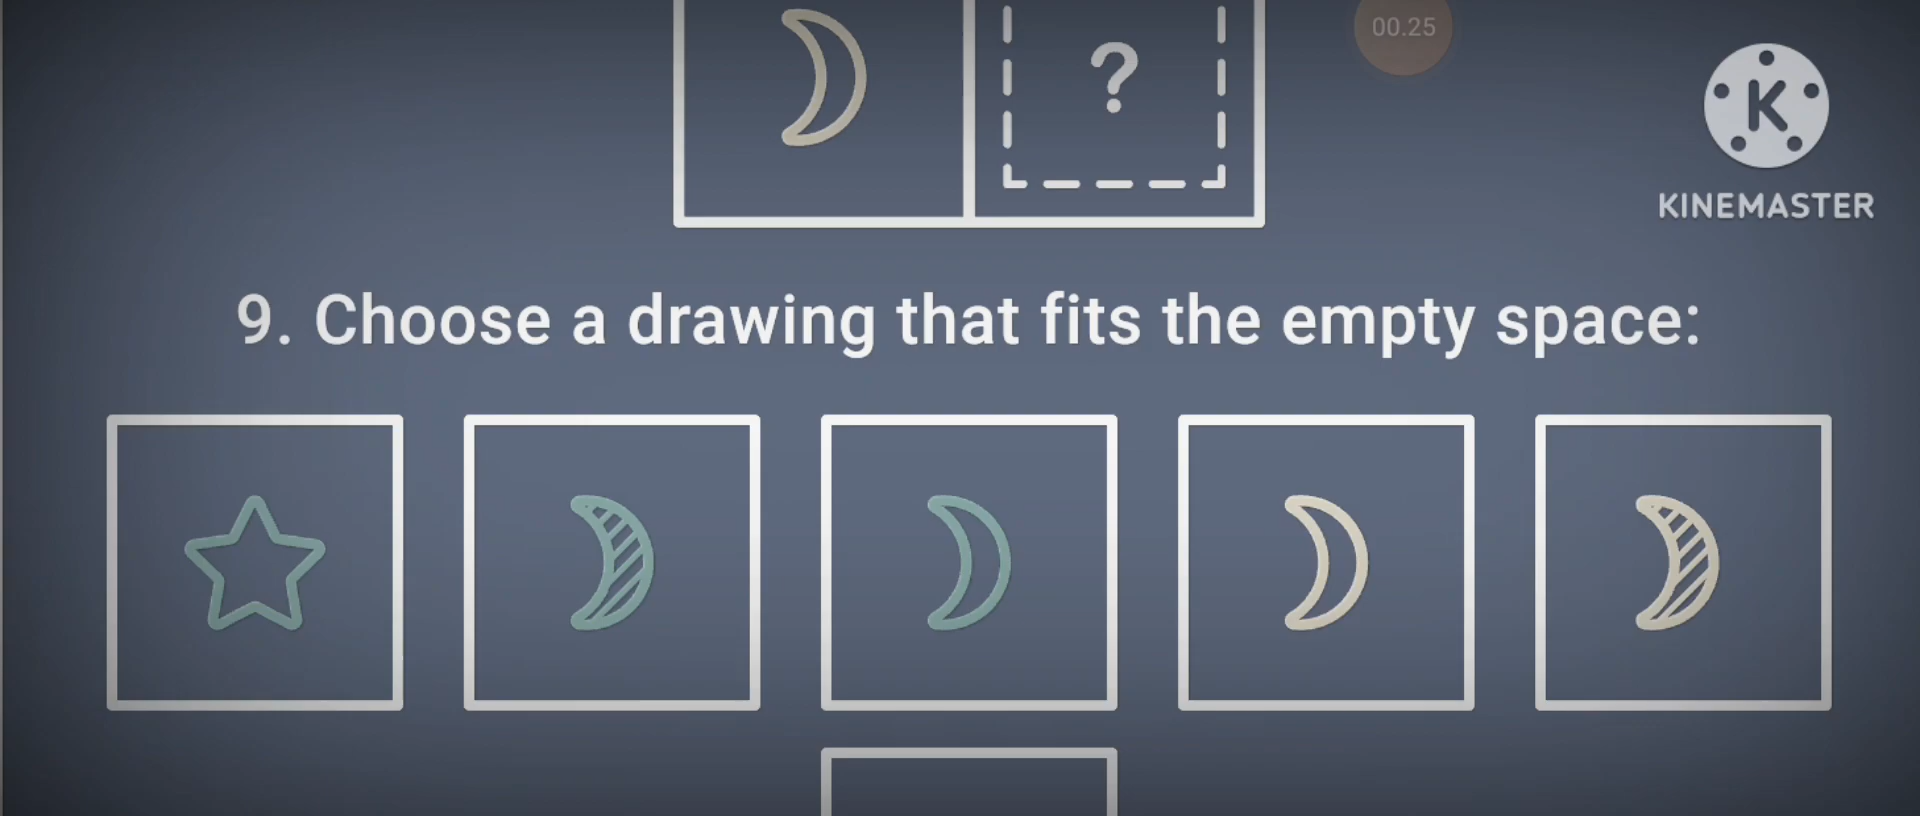 00.25
?
K
KINEMASTER
9. Choose a drawing that fits the empty space: